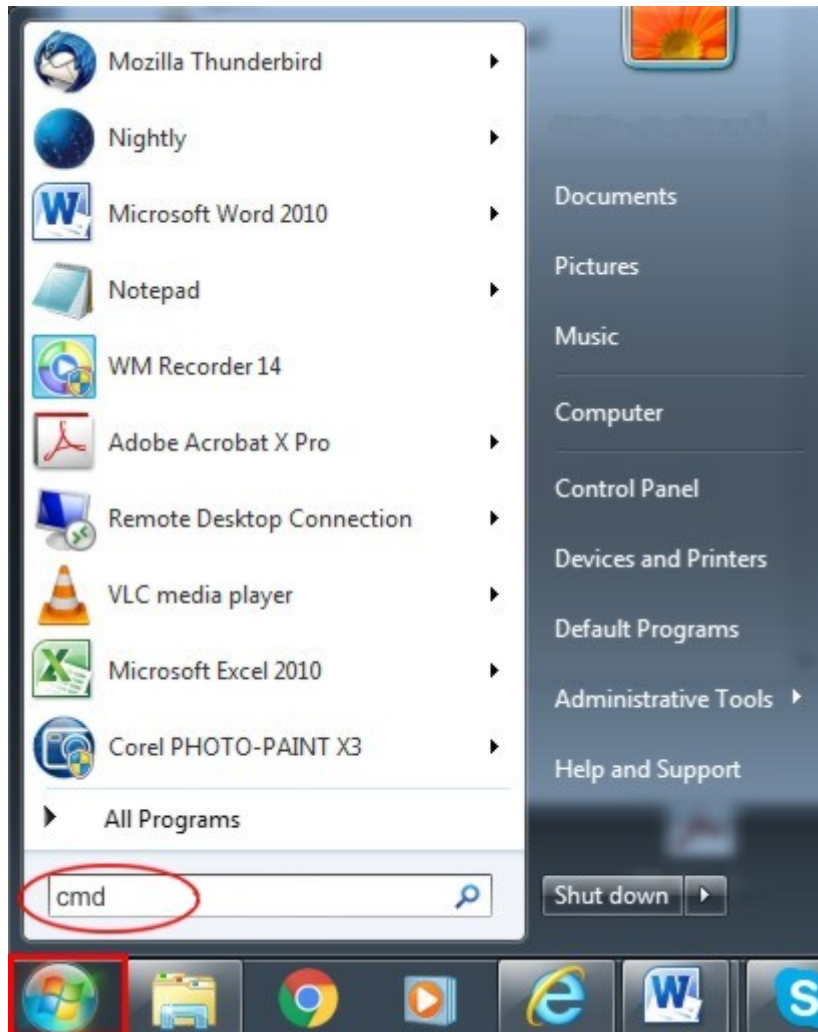 Mozilla Thunderbird
Nightly
Microsoft Word 2010
Notepad
WM Recorder 14
Adobe Acrobat X Pro
Remote Desktop Connection
VLC media player
Microsoft Excel 2010
Corel PHOTO-PAINT X3
All Programs
cmd
Documents
Pictures
Music
Computer
Control Panel
Devices and Printers
Default Programs
Administrative Tools
Help and Support
Shut down